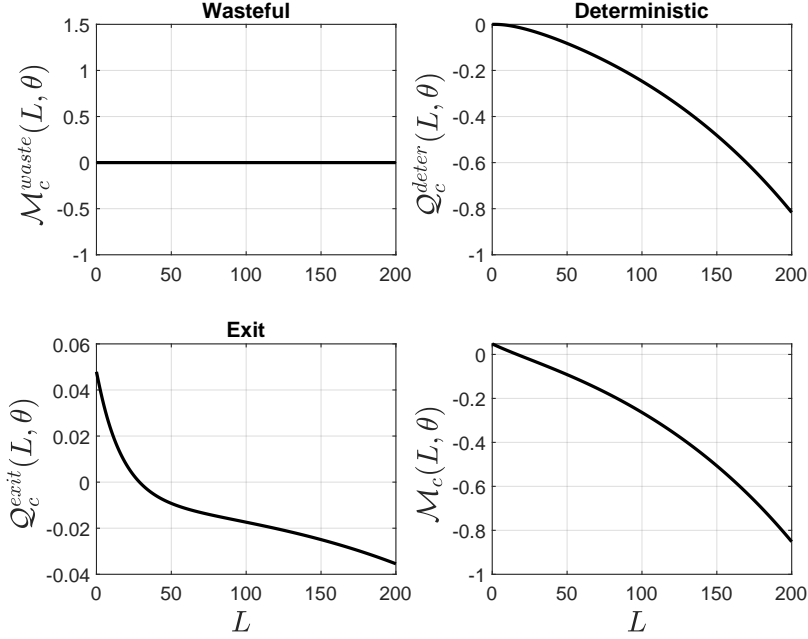 Wasteful
1.5
1
0.5
0
-0.5
-1
0 50 100 150 200
M_c^{waste}(L, θ)
Deterministic
0
-0.2
-0.4
-0.6
-0.8
-1
0 50 100 150 200
Q_c^{deter}(L, θ)
Exit
0.06
0.04
0.02
0
-0.02
-0.04
0 50 100 150 200
Q_c^{exit}(L, θ)
L
0
-0.2
-0.4
-0.6
-0.8
-1
0 50 100 150 200
M_c(L, θ)
L